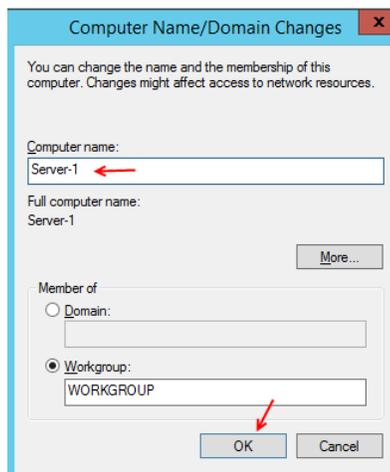 Computer Name/Domain Changes
x
You can change the name and the membership of this
computer. Changes might affect access to network resources.
Computer name:
Server-1
Full computer name:
Server-1
More...
Member of
Domain:
Workgroup:
WORKGROUP
OK Cancel